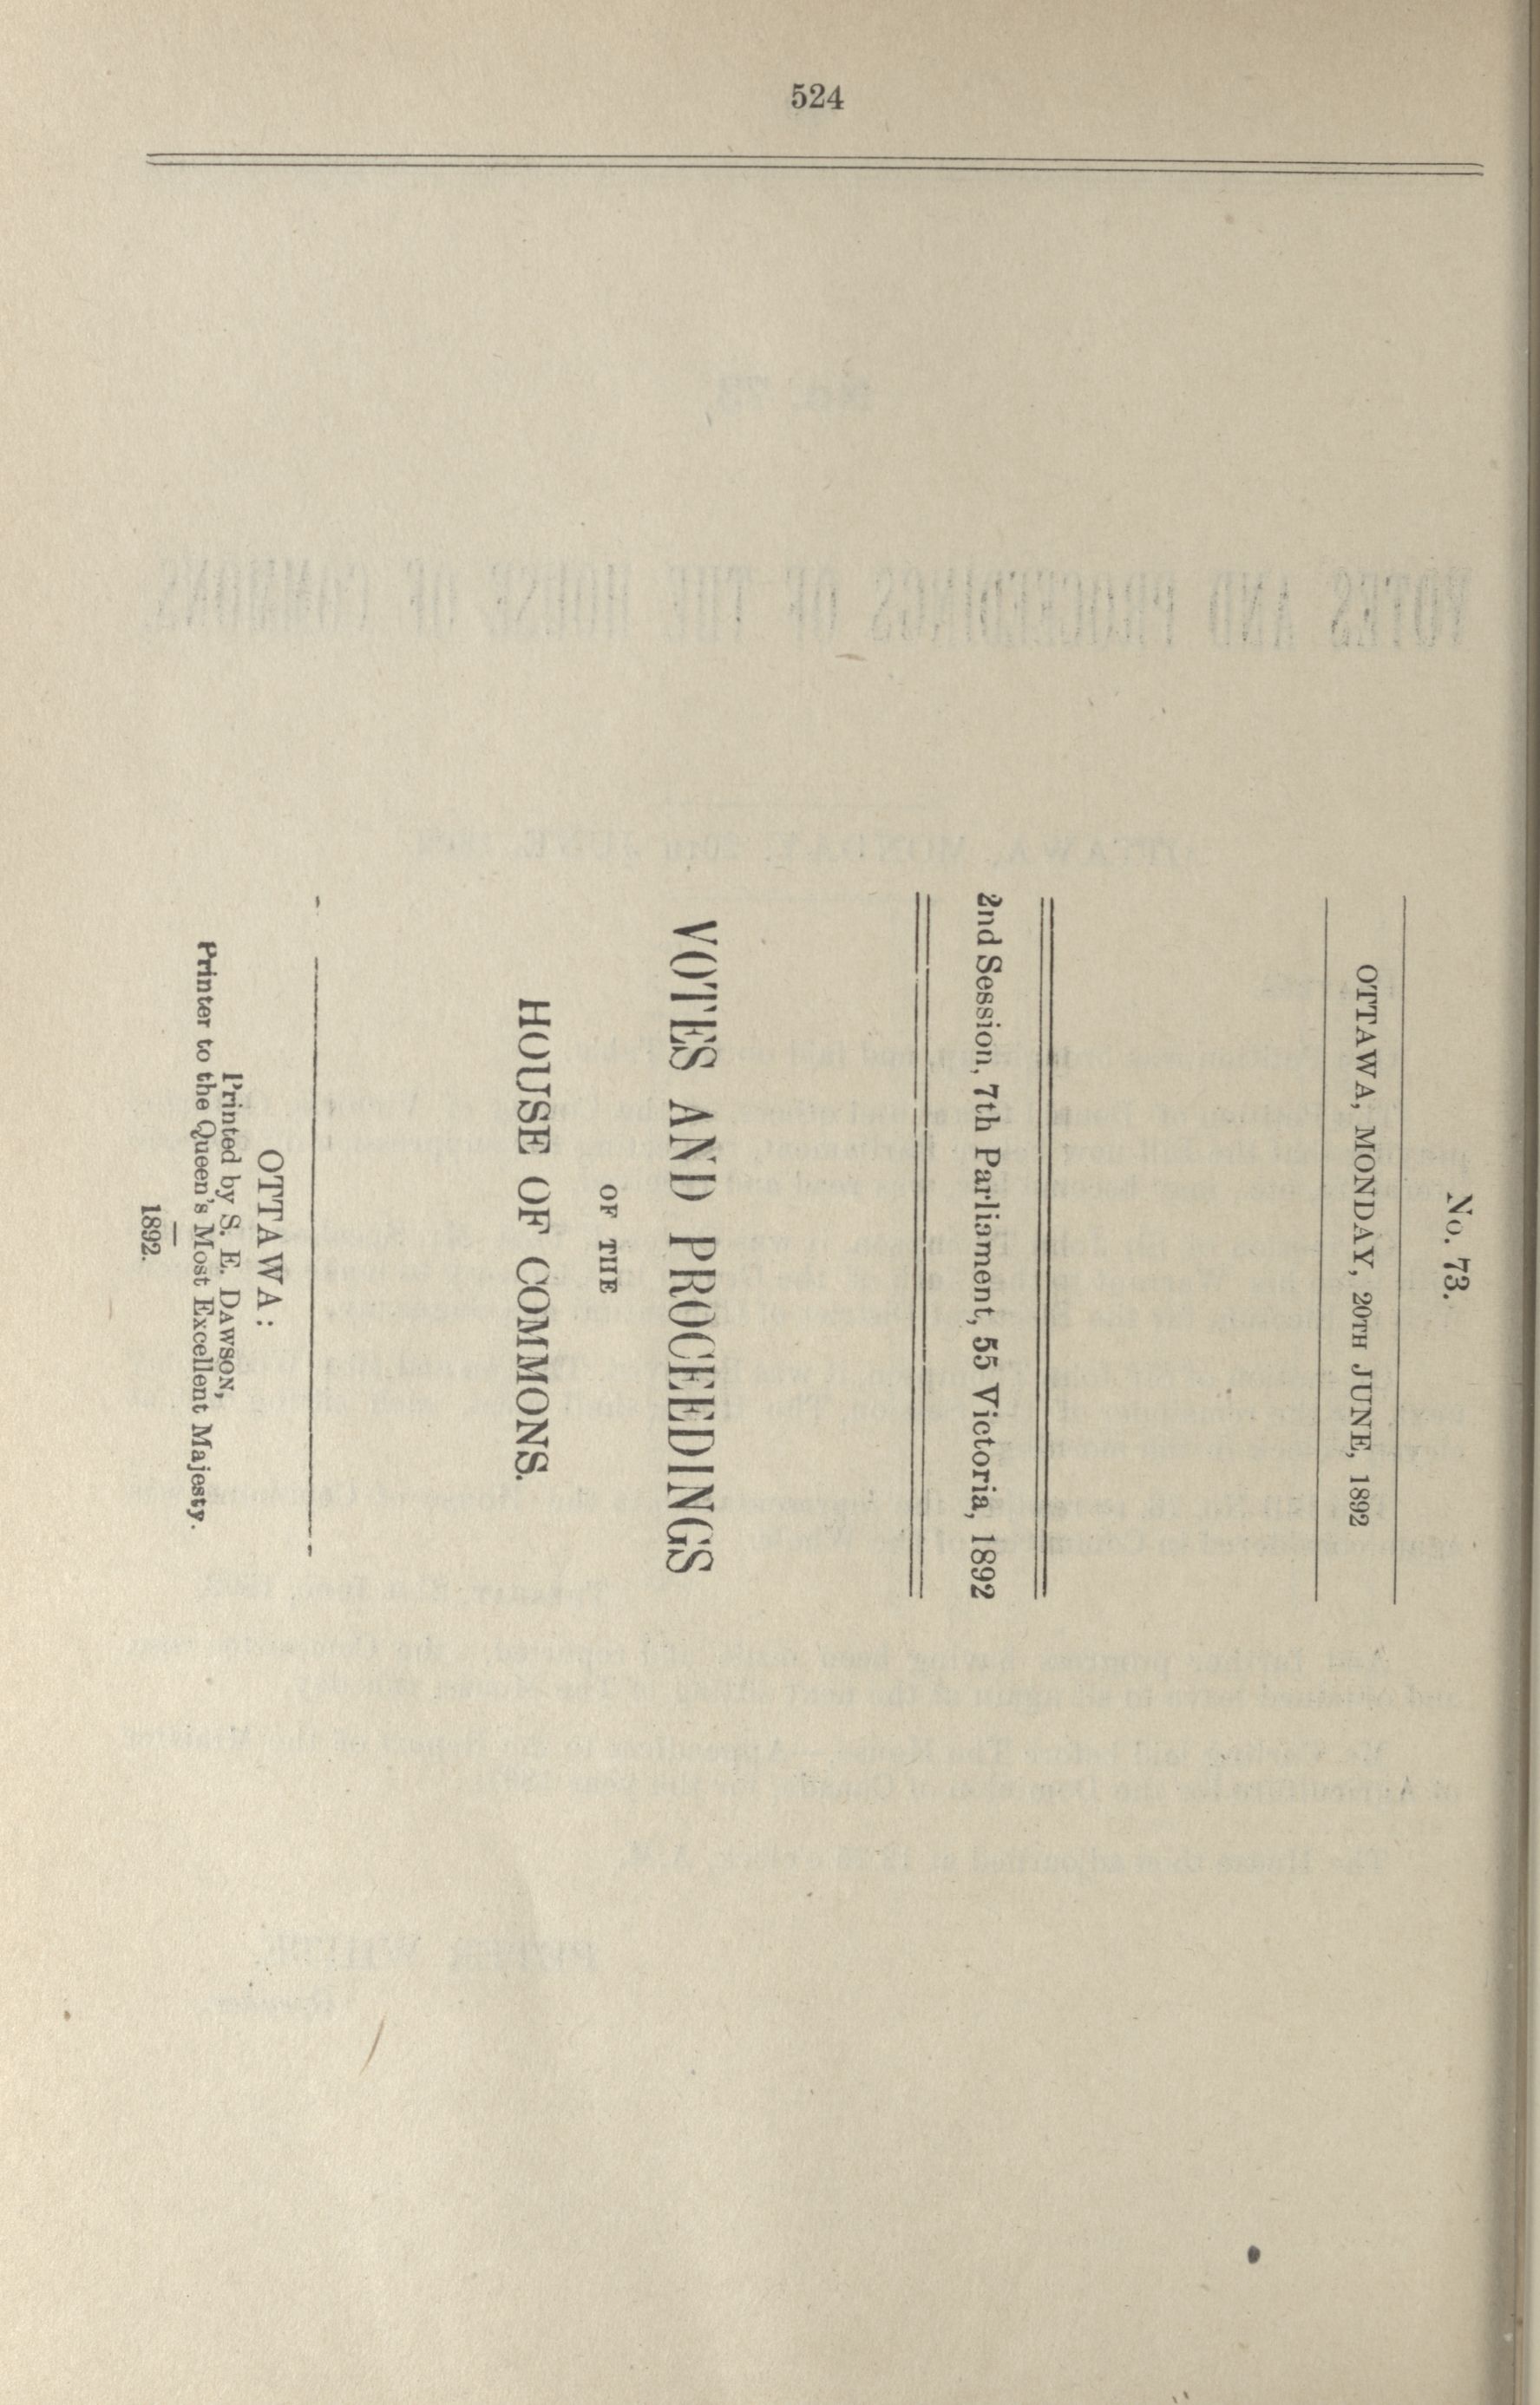 524
No. 73.
OTTAWA, MONDAY, 20TH JUNE, 1892
2nd Session, 7th Parliament, 55 Victoria, 1892
VOTES AND PROCEEDINGS
OF THE
HOUSE OF COMMONS.
OTTAWA:
Printed by S. E. DAWSON,
Printer to the Queen's Most Excellent Majesty.
1892.